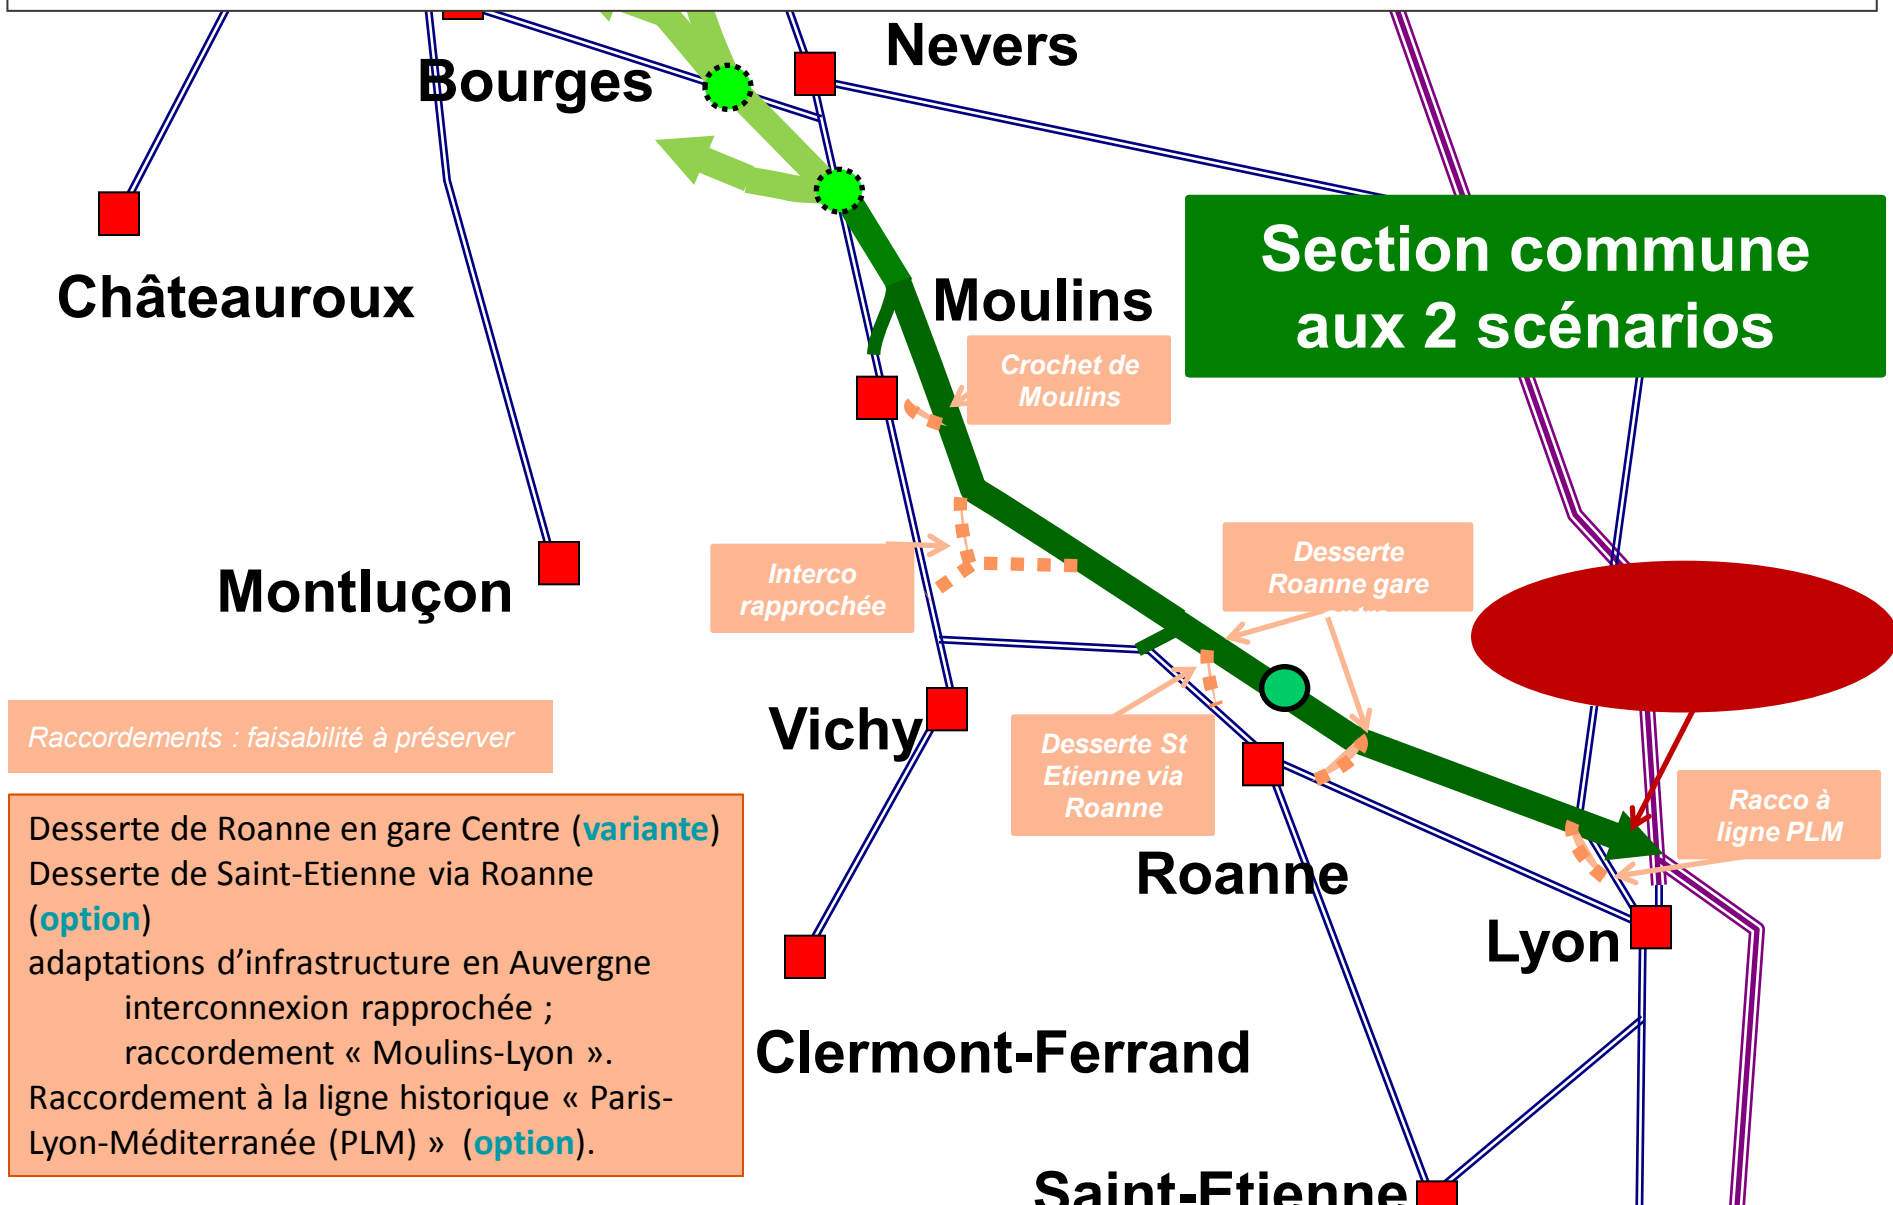 Nevers
Bourges
Section commune
aux 2 scénarios
Châteauroux
Moulins
Crochet de
Moulins
Montluçon
Interco
rapprochée
Desserte
Roanne gare
Vichy
Raccordements : faisabilité à préserver
Desserte St
Etienne via
Roanne
Racco à
ligne PLM
Desserte de Roanne en gare Centre (variante)
Desserte de Saint-Etienne via Roanne
(option)
adaptations d’infrastructure en Auvergne
interconnexion rapprochée ;
raccordement « Moulins-Lyon ».
Raccordement à la ligne historique « Paris-
Lyon-Méditerranée (PLM) » (option).
Roanne
Lyon
Clermont-Ferrand
Saint-Etienne